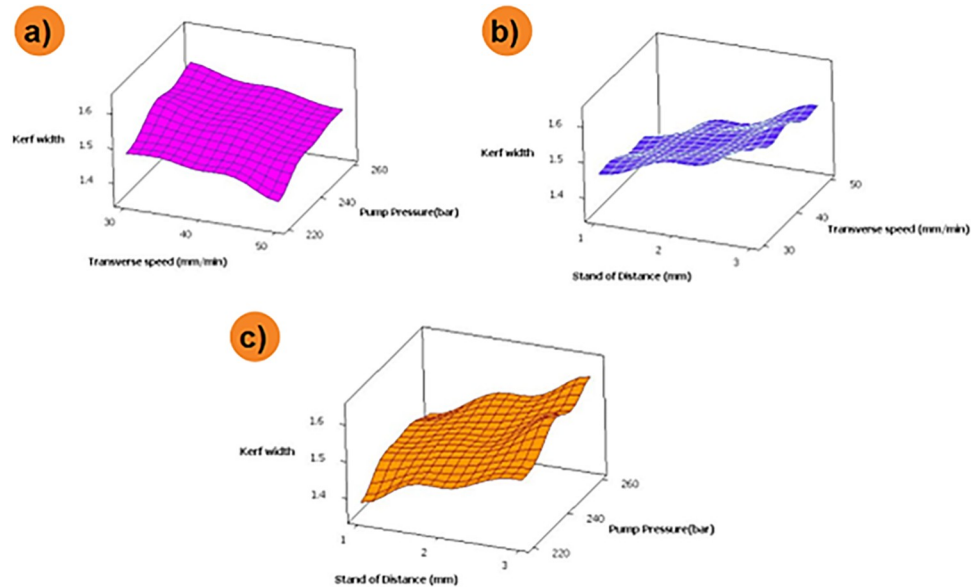 a)
1.6
Kerf width
1.5
1.4
30
40
50
220
240
260
Transverse speed (mm/min)
Pump Pressure(bar)
b)
1.6
Kerf width
1.5
1.4
1
2
3
30
40
50
Stand of Distance (mm)
Transverse speed (mm/min)
c)
1.6
Kerf width
1.5
1.4
1
2
3
220
240
260
Stand of Distance (mm)
Pump Pressure(bar)